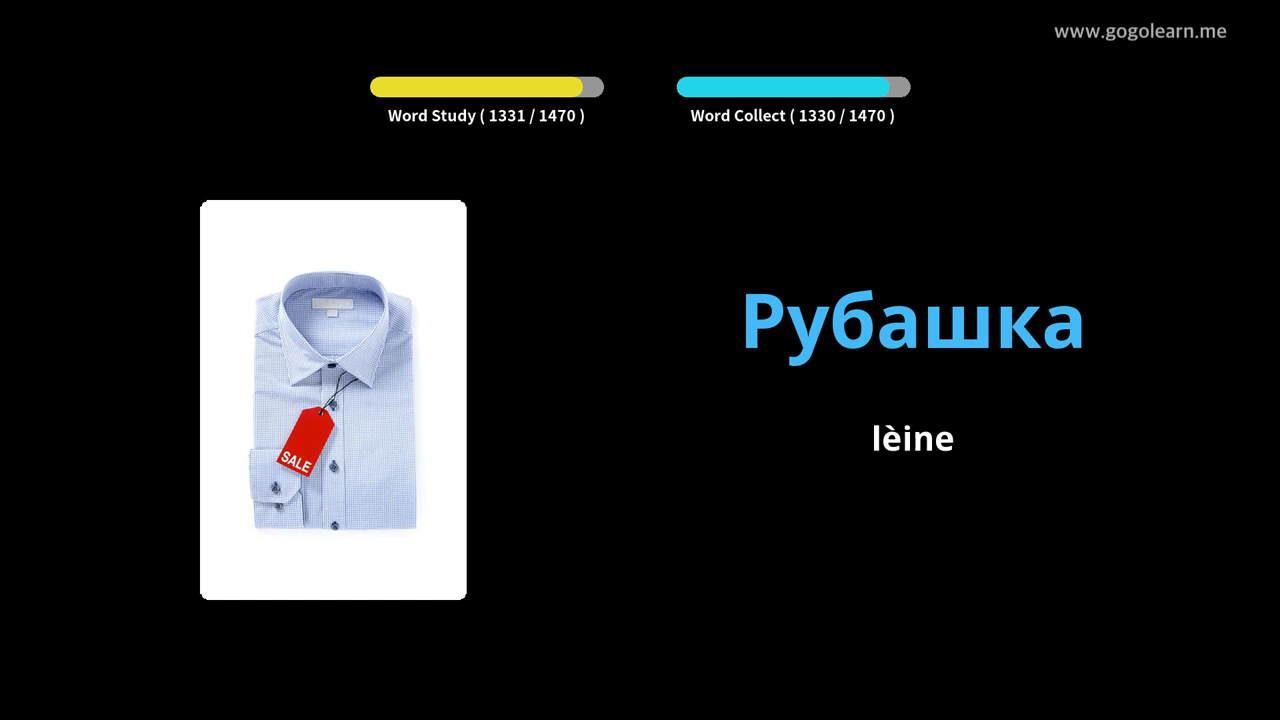 www.gogolearn.me
Word Study ( 1331 / 1470 )
Word Collect ( 1330 / 1470 )
Рубашка
SALE
lèine